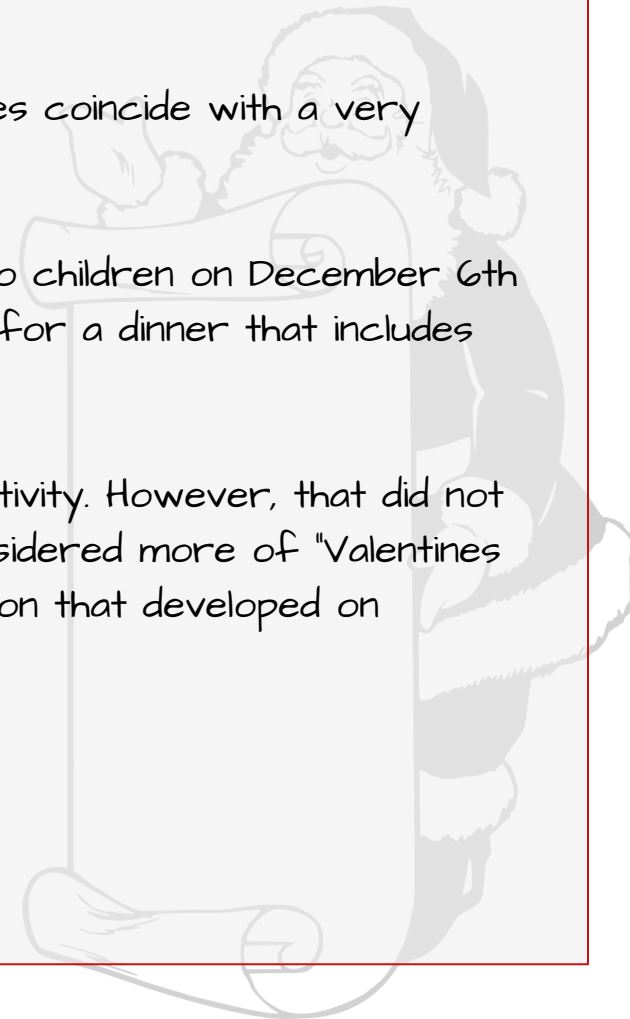 es coincide with a very
o children on December 6th
for a dinner that includes
tivity. However, that did not
sidered more of "Valentines
on that developed on